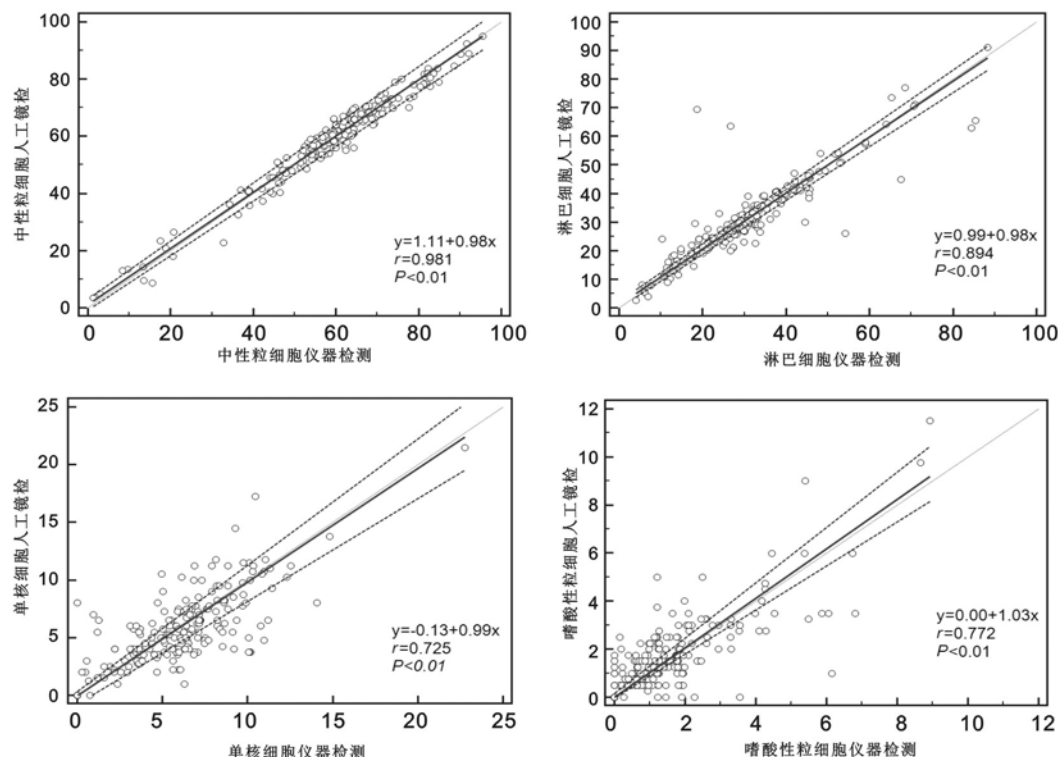 100
80
60
40
20
0
中性粒细胞人工镜检
y=1.11+0.98x
r=0.981
P<0.01
0 20 40 60 80 100
中性粒细胞仪器检测
100
90
80
70
60
50
40
30
20
10
0
淋巴细胞人工镜检
y=0.99+0.98x
r=0.894
P<0.01
0 20 40 60 80 100
淋巴细胞仪器检测
25
20
15
10
5
0
单核细胞人工镜检
y=-0.13+0.99x
r=0.725
P<0.01
0 5 10 15 20 25
单核细胞仪器检测
12
10
8
6
4
2
0
嗜酸性粒细胞人工镜检
y=0.00+1.03x
r=0.772
P<0.01
0 2 4 6 8 10 12
嗜酸性粒细胞仪器检测